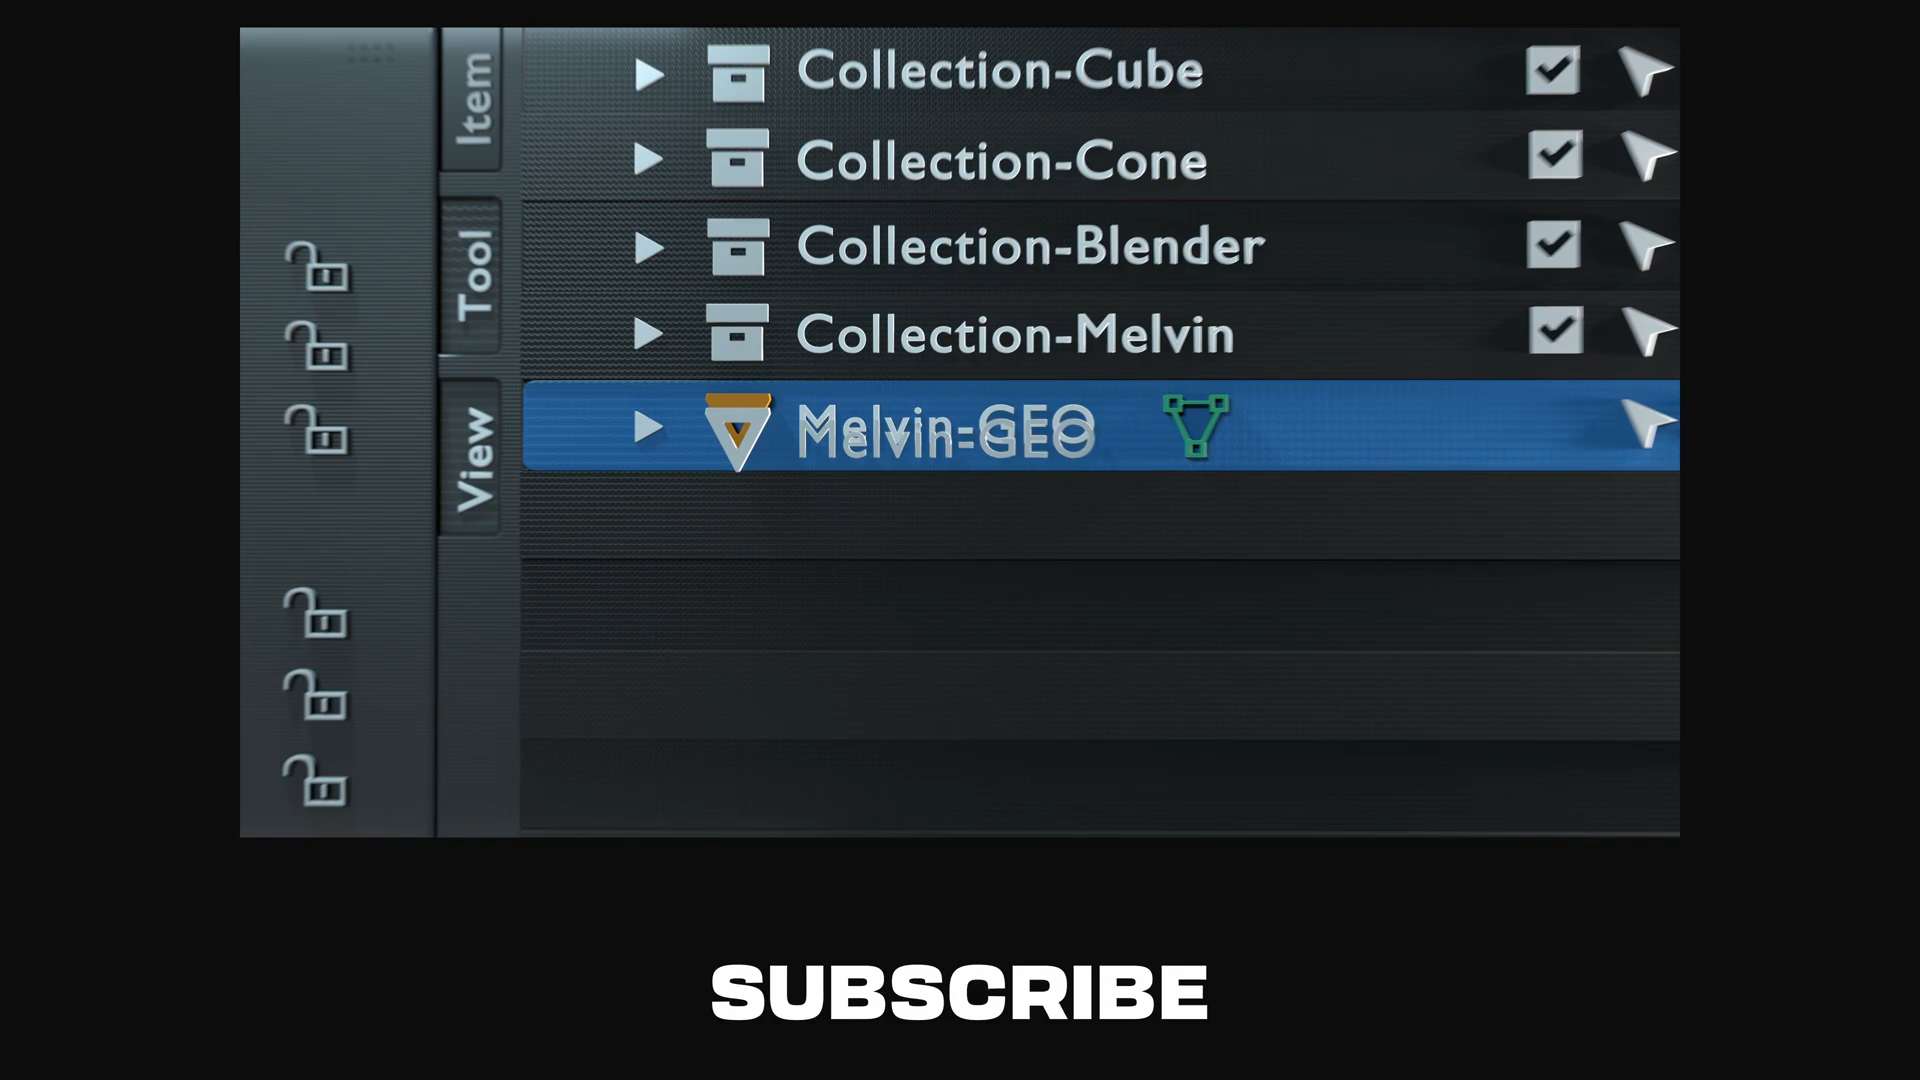 Item
Tool
View
Collection-Cube
Collection-Cone
Collection-Blender
Collection-Melvin
Melvin-GEO
SUBSCRIBE